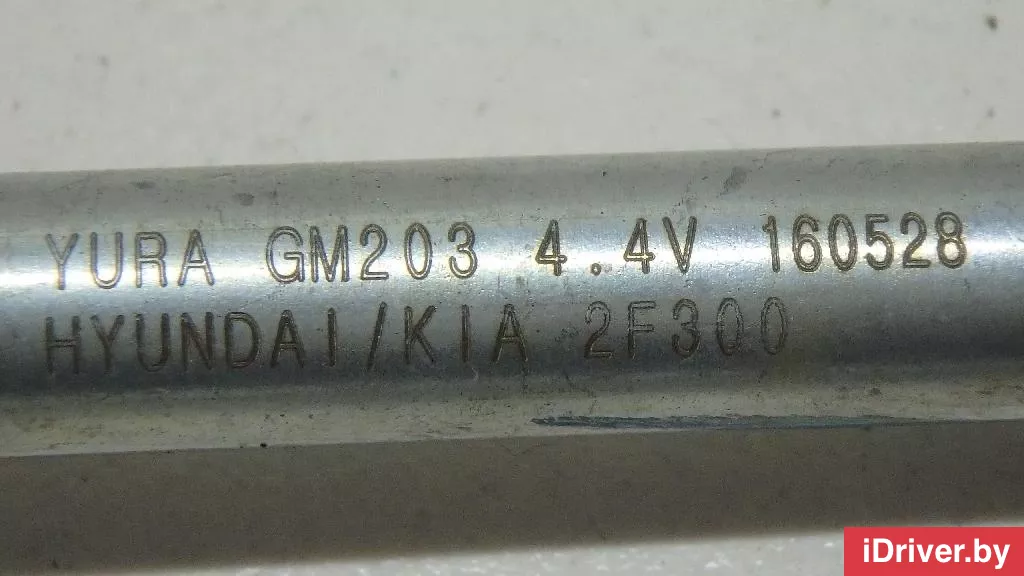 YURA GM203 4.4V 160528
HYUNDAI/KIA 2F300
iDriver.by